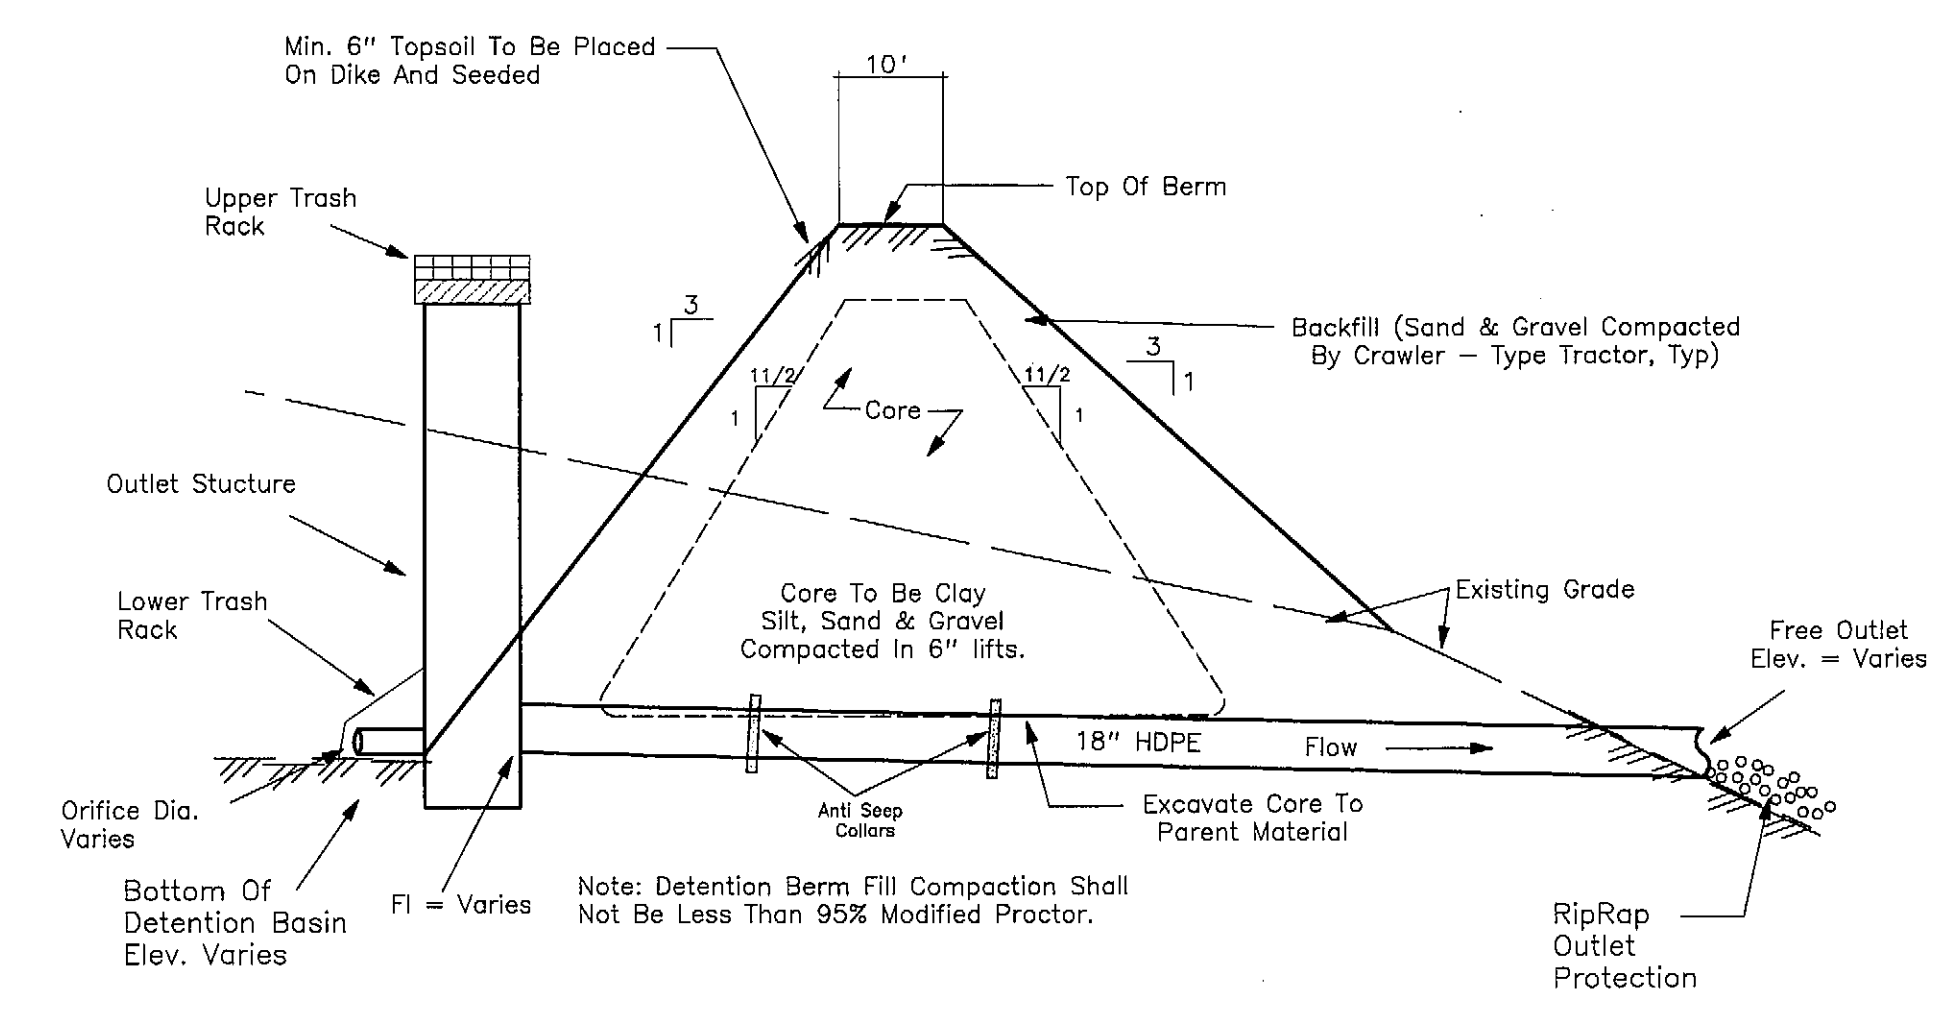 Min. 6" Topsoil To Be Placed
On Dike And Seeded
10'
Top Of Berm
Upper Trash
Rack
3
1
Backfill (Sand & Gravel Compacted
By Crawler – Type Tractor, Typ)
3
1
11/2
1
Core
11/2
1
Outlet Stucture
Lower Trash
Rack
Core To Be Clay
Silt, Sand & Gravel
Compacted In 6" lifts.
Existing Grade
Free Outlet
Elev. = Varies
18" HDPE
Flow
Orifice Dia.
Varies
Anti Seep
Collars
Excavate Core To
Parent Material
Bottom Of
Detention Basin
Elev. Varies
Fl = Varies
Note: Detention Berm Fill Compaction Shall
Not Be Less Than 95% Modified Proctor.
RipRap
Outlet
Protection